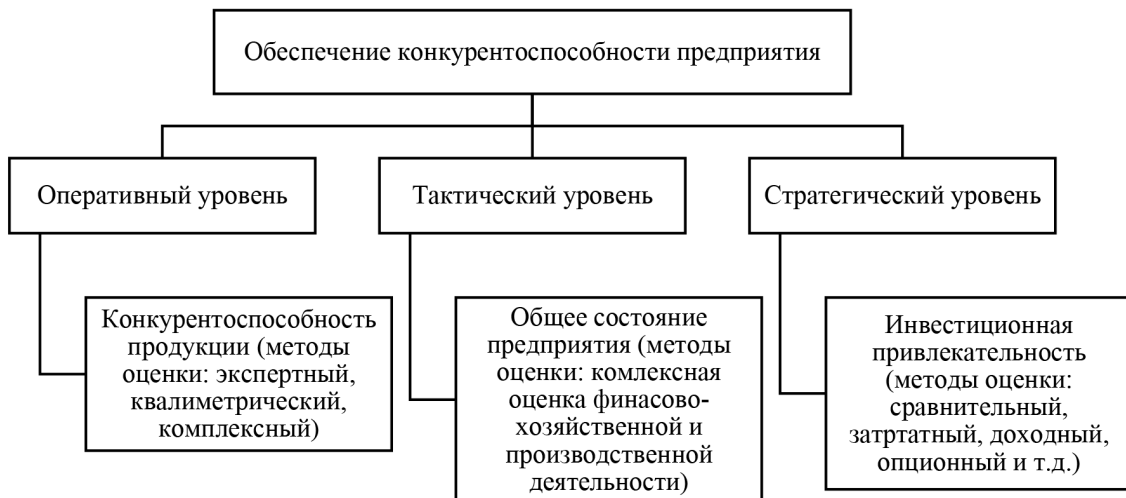 Обеспечение конкурентоспособности предприятия
Оперативный уровень
Тактический уровень
Стратегический уровень
Конкурентоспособность
продукции (методы
оценки: экспертный,
квалиметрический,
комплексный)
Общее состояние
предприятия (методы
оценки: комлексная
оценка финасово-
хозяйственной и
производственной
деятельности)
Инвестиционная
привлекательность
(методы оценки:
сравнительный,
затртатный, доходный,
опционный и т.д.)